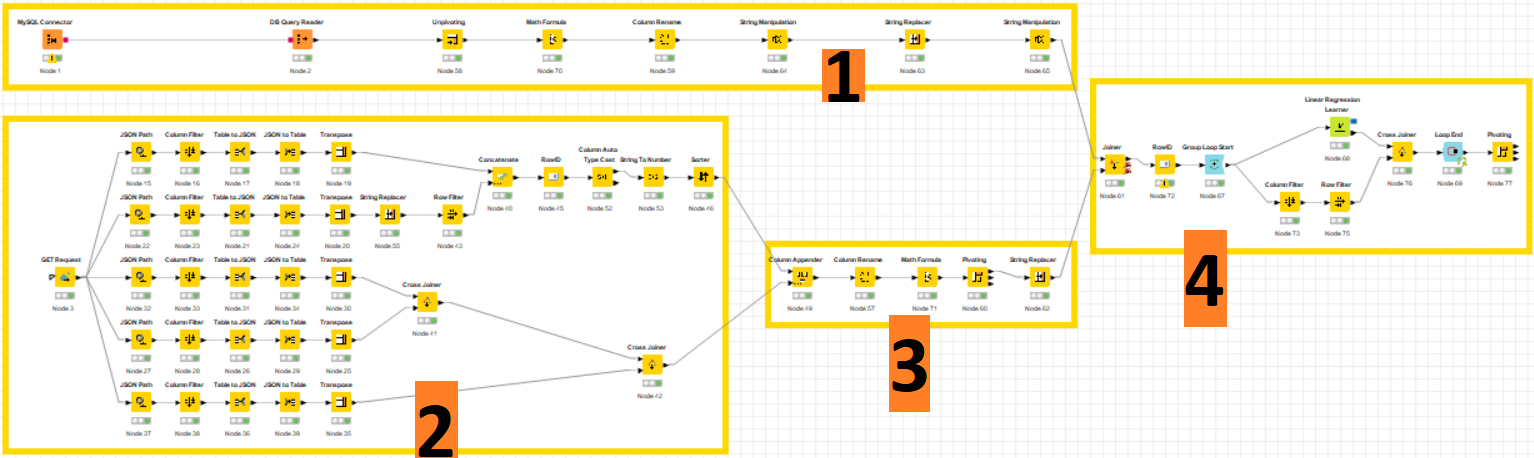 MySQL Connector DB Query Reader Unpivoting Math Formula Column Rename String Manipulation String Replacer String Manipulation
Node 1 Node 2 Node 58 Node 70 Node 59 Node 64 Node 63 Node 65
1
JSON Path Column Filter Table to JSON JSON to Table Transpose
Node 15 Node 16 Node 17 Node 18 Node 19
Concatenate RowID Column Auto Type Cast String To Number Sorter
Node 40 Node 45 Node 52 Node 53 Node 46
JSON Path Column Filter Table to JSON JSON to Table Transpose String Replacer Row Filter
Node 22 Node 23 Node 21 Node 24 Node 20 Node 55 Node 43
GET Request
Node 3
JSON Path Column Filter Table to JSON JSON to Table Transpose
Node 32 Node 33 Node 31 Node 34 Node 30
Cross Joiner
Node 41
JSON Path Column Filter Table to JSON JSON to Table Transpose
Node 27 Node 28 Node 26 Node 29 Node 25
Cross Joiner
Node 42
JSON Path Column Filter Table to JSON JSON to Table Transpose
Node 37 Node 38 Node 36 Node 39 Node 35
2
Column Appender Column Rename Math Formula Pivoting String Replacer
Node 49 Node 57 Node 71 Node 60 Node 62
3
Joiner RowID Group Loop Start
Node 61 Node 72 Node 67
Linear Regression
Learner
Node 68
Column Filter Row Filter
Node 73 Node 75
Cross Joiner Loop End Pivoting
Node 76 Node 69 Node 77
4